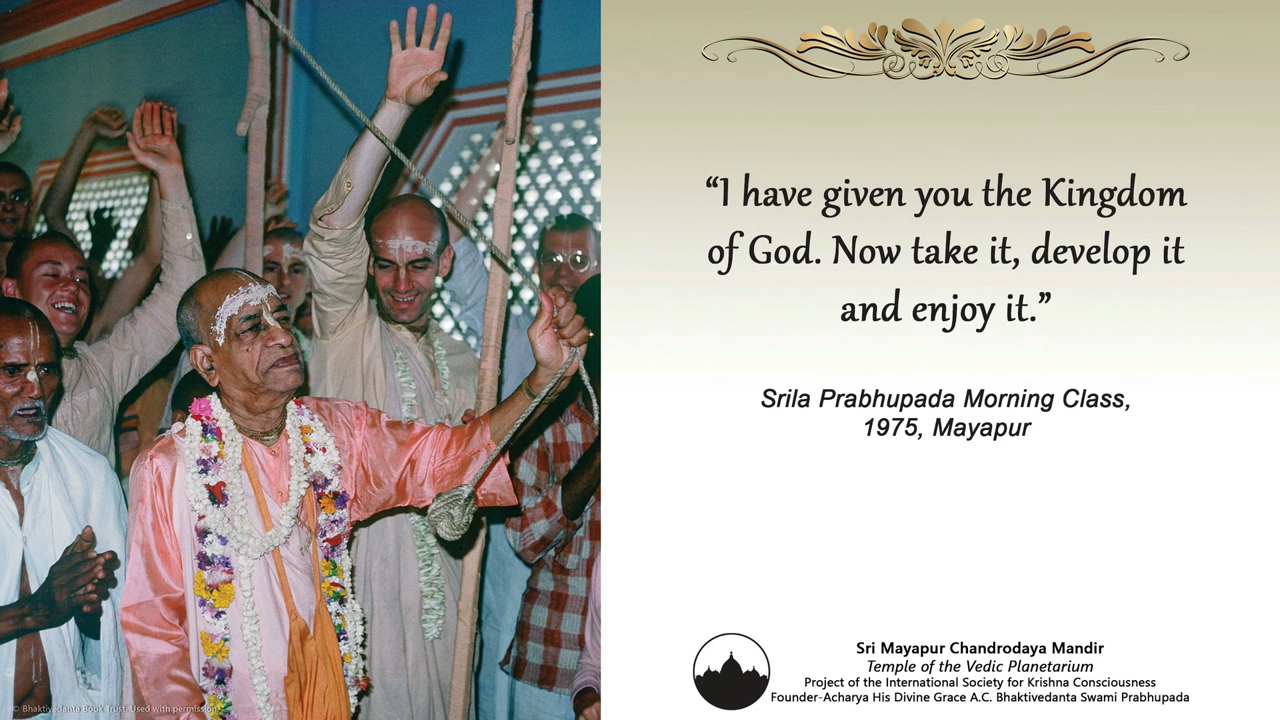 “I have given you the Kingdom
of God. Now take it, develop it
and enjoy it.”
Srila Prabhupada Morning Class,
1975, Mayapur
Sri Mayapur Chandrodaya Mandir
Temple of the Vedic Planetarium
Project of the International Society for Krishna Consciousness
Founder-Acharya His Divine Grace A.C. Bhaktivedanta Swami Prabhupada
© Bhaktivedanta Book Trust. Used with permission